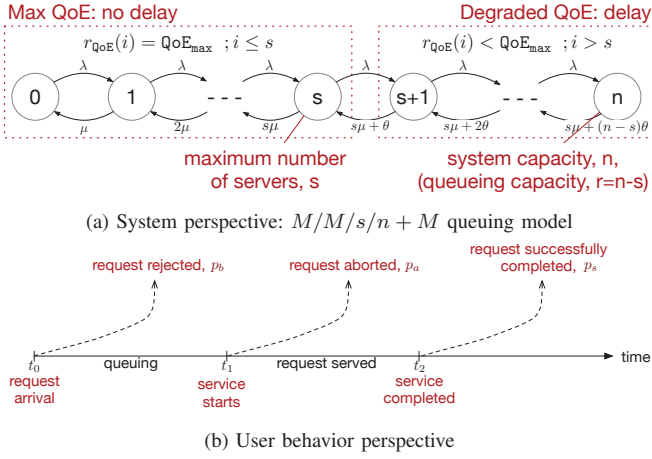 Max QoE: no delay
Degraded QoE: delay
r_QoE(i) = QoE_max ; i ≤ s
r_QoE(i) < QoE_max ; i > s
λ λ λ λ λ λ
0 1 - - - s s+1 - - - n
μ 2μ sμ sμ + θ sμ + 2θ sμ + (n − s)θ
maximum number
of servers, s
system capacity, n,
(queueing capacity, r=n-s)
(a) System perspective: M/M/s/n + M queuing model
request rejected, p_b
request aborted, p_a
request successfully
completed, p_s
t_0 queuing t_1 request served t_2 time
request
arrival
service
starts
service
completed
(b) User behavior perspective